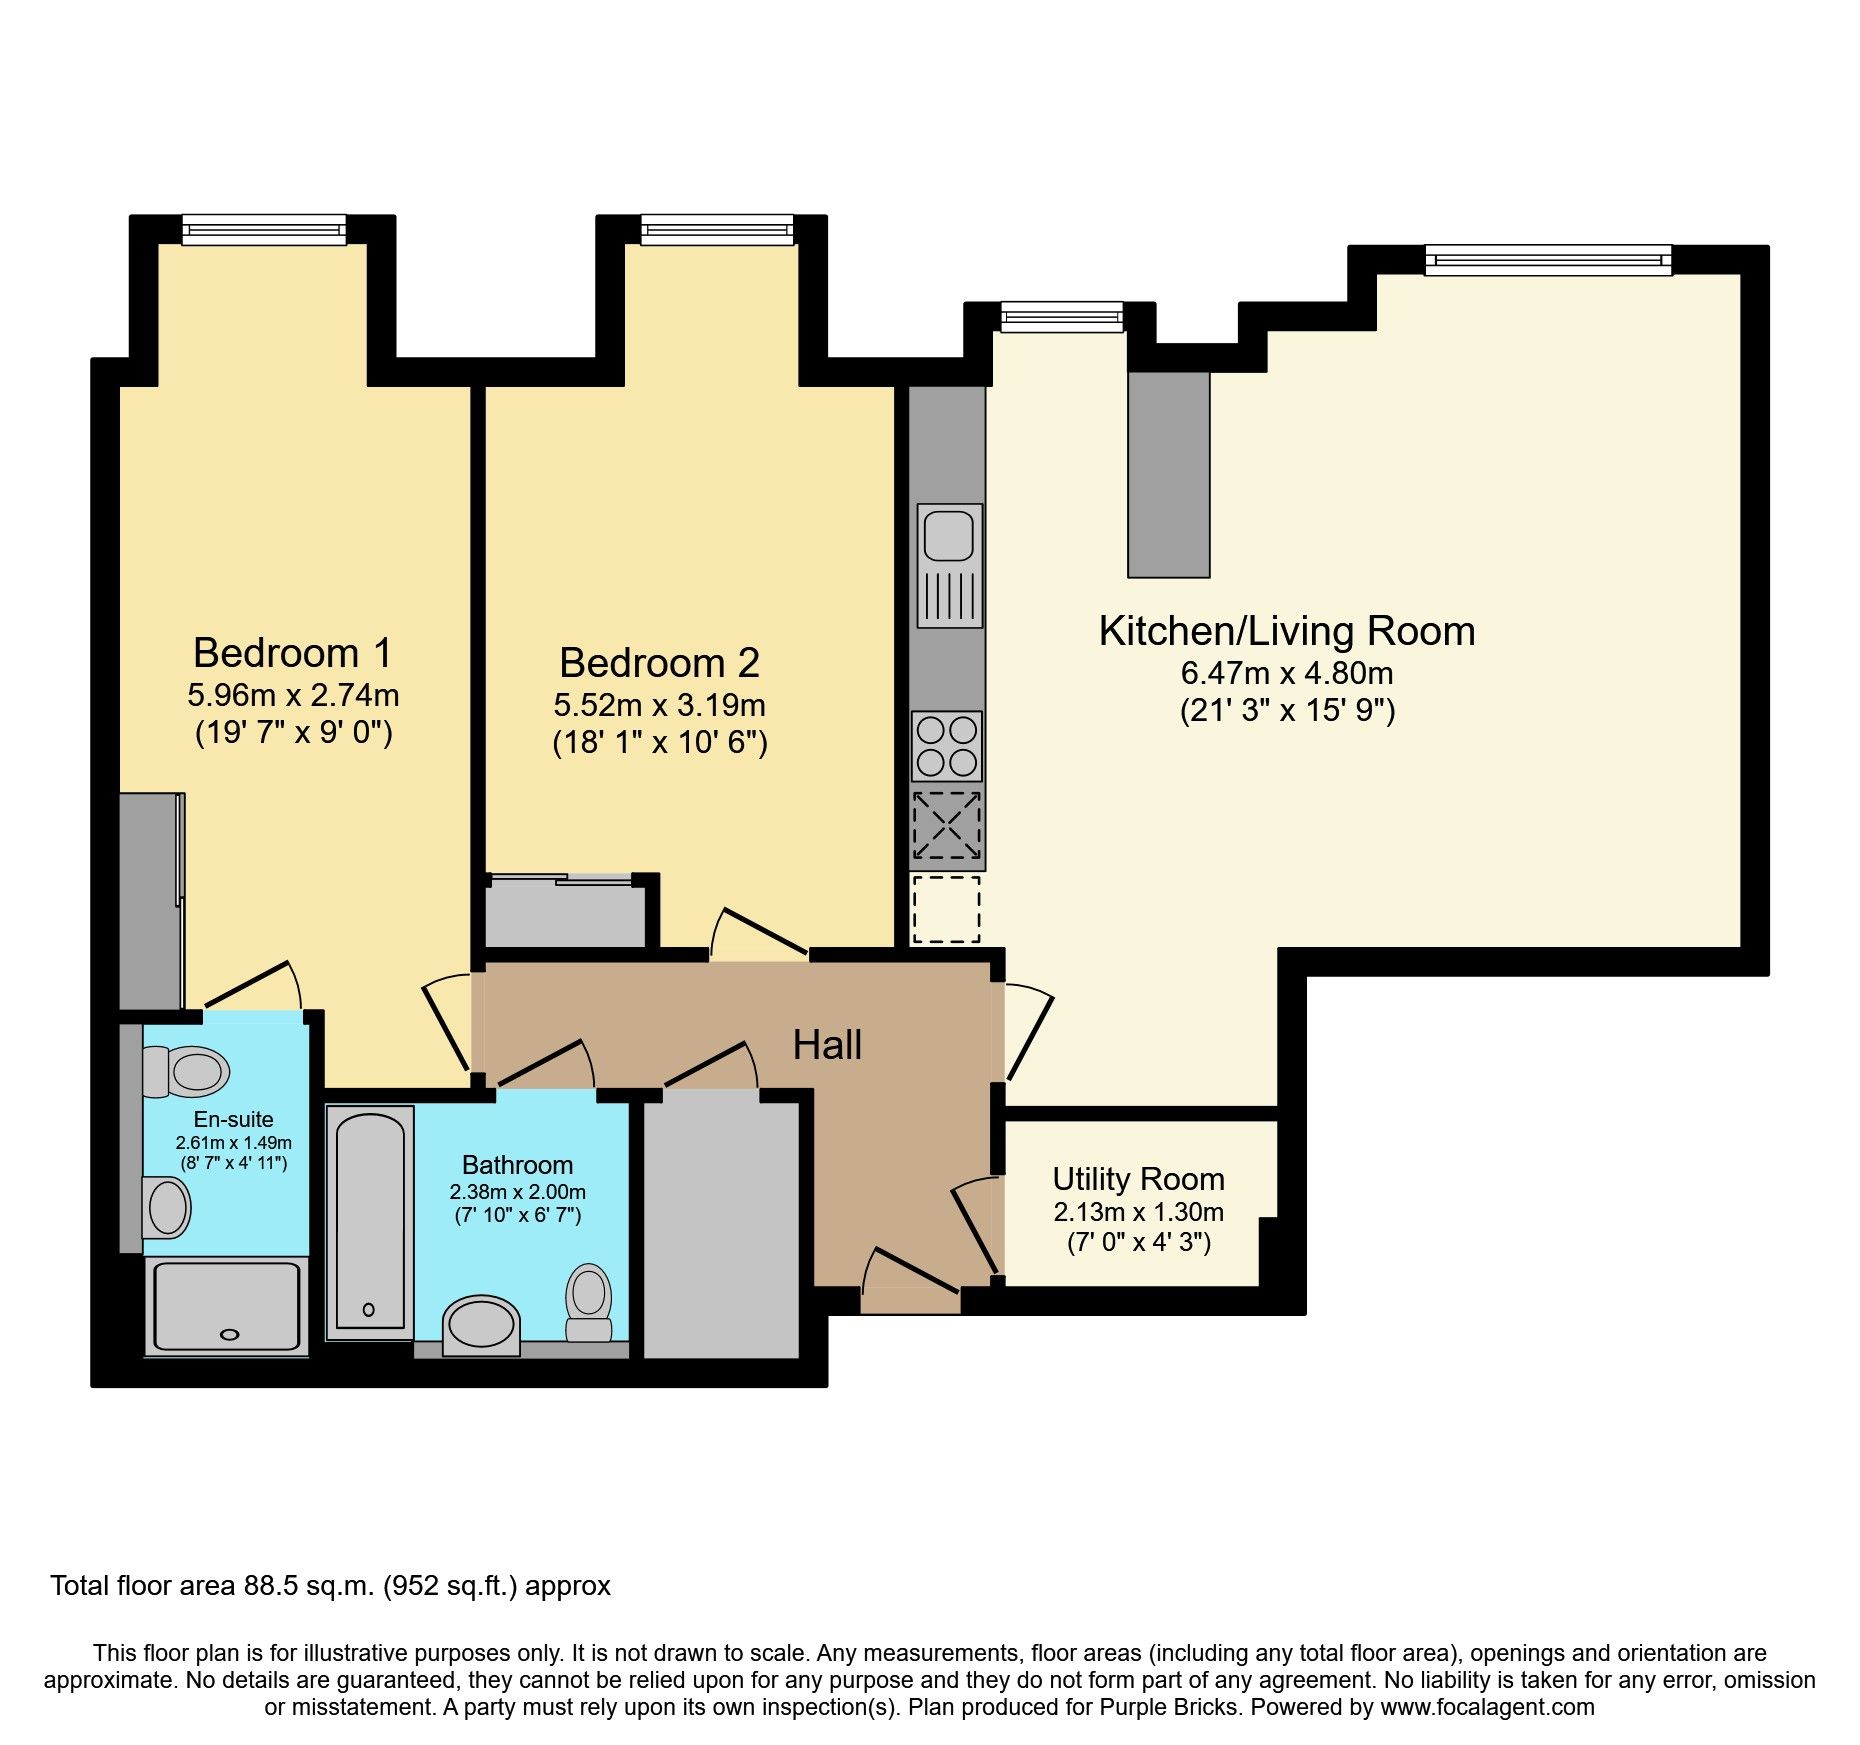 Bedroom 1
5.96m x 2.74m
(19' 7" x 9' 0")
Bedroom 2
5.52m x 3.19m
(18' 1" x 10' 6")
Kitchen/Living Room
6.47m x 4.80m
(21' 3" x 15' 9")
Hall
En-suite
2.61m x 1.49m
(8' 7" x 4' 11")
Bathroom
2.38m x 2.00m
(7' 10" x 6' 7")
Utility Room
2.13m x 1.30m
(7' 0" x 4' 3")
Total floor area 88.5 sq.m. (952 sq.ft.) approx
This floor plan is for illustrative purposes only. It is not drawn to scale. Any measurements, floor areas (including any total floor area), openings and orientation are
approximate. No details are guaranteed, they cannot be relied upon for any purpose and they do not form part of any agreement. No liability is taken for any error, omission
or misstatement. A party must rely upon its own inspection(s). Plan produced for Purple Bricks. Powered by www.focalagent.com